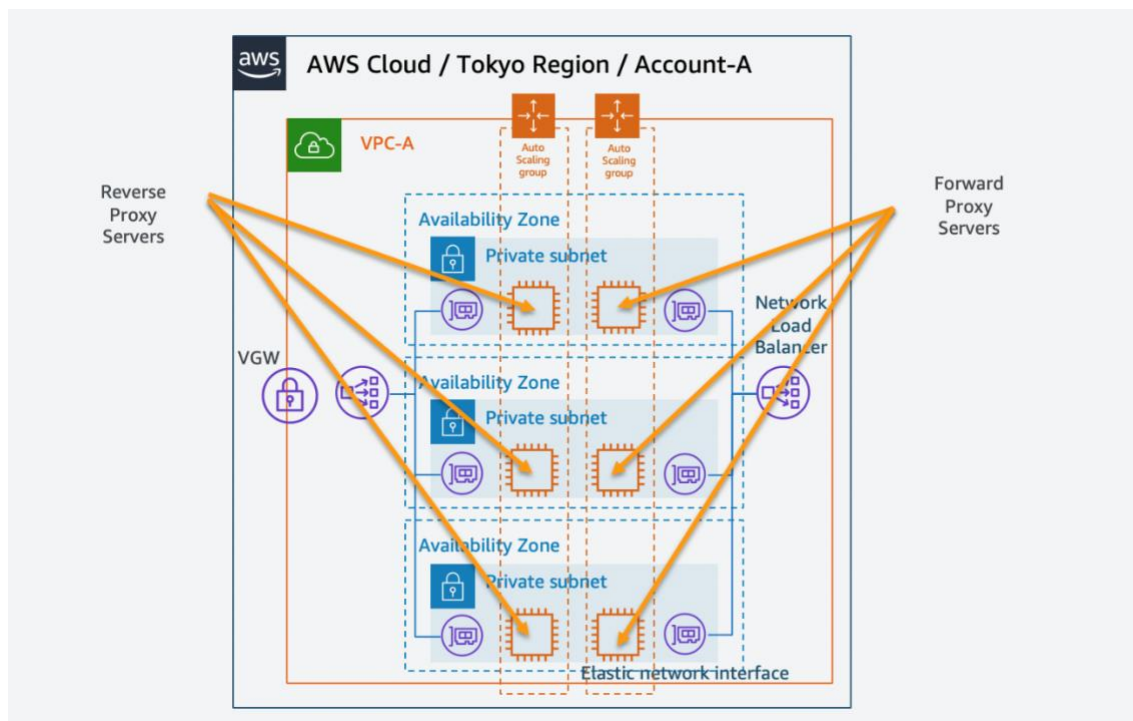 aws
AWS Cloud / Tokyo Region / Account-A
VPC-A
Auto
Scaling
group
Auto
Scaling
group
Reverse
Proxy
Servers
Forward
Proxy
Servers
Availability Zone
Private subnet
Network
Load
Balancer
VGW
Availability Zone
Private subnet
Availability Zone
Private subnet
Elastic network interface